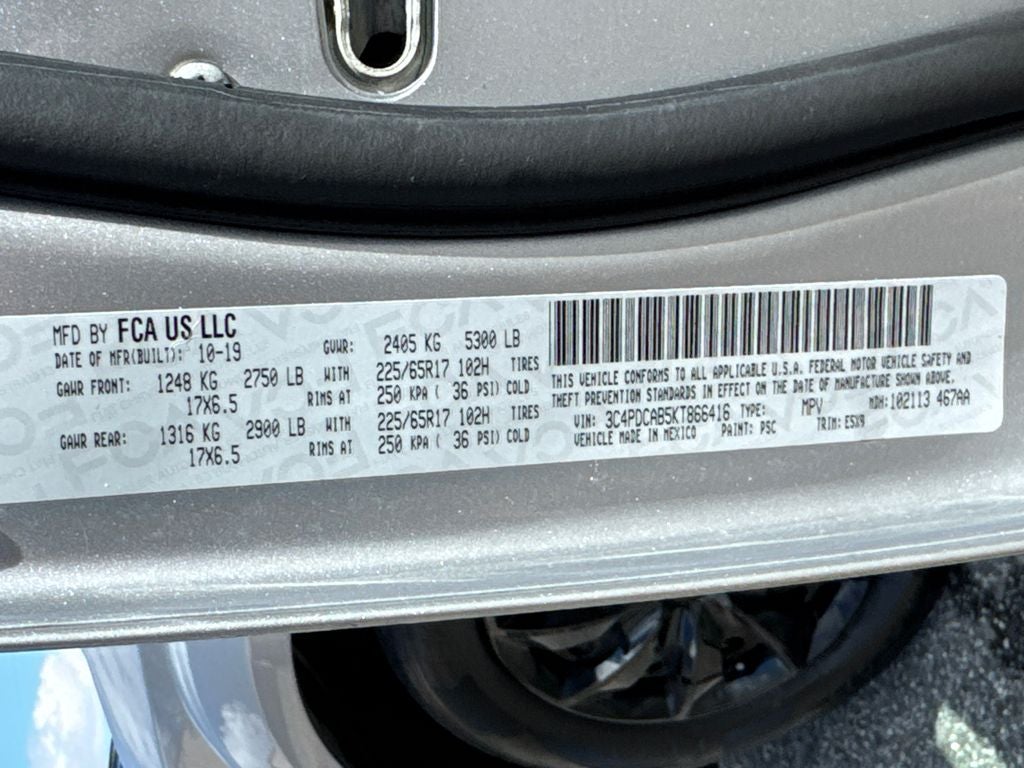 MFD BY FCA US LLC
DATE OF MFR(BUILT): 10-19 GVWR: 2405 KG 5300 LB
GAWR FRONT: 1248 KG 2750 LB WITH 225/65R17 102H TIRES
17X6.5 RIMS AT 250 KPA ( 36 PSI) COLD
GAWR REAR: 1316 KG 2900 LB WITH 225/65R17 102H TIRES
17X6.5 RIMS AT 250 KPA ( 36 PSI) COLD
THIS VEHICLE CONFORMS TO ALL APPLICABLE U.S.A. FEDERAL MOTOR VEHICLE SAFETY AND
THEFT PREVENTION STANDARDS IN EFFECT ON THE DATE OF MANUFACTURE SHOWN ABOVE.
VIN: 3C4PDCAB5KT866416 TYPE: MPV MDH: 102113 467AA
VEHICLE MADE IN MEXICO PAINT: PSC TRIM: E5X9